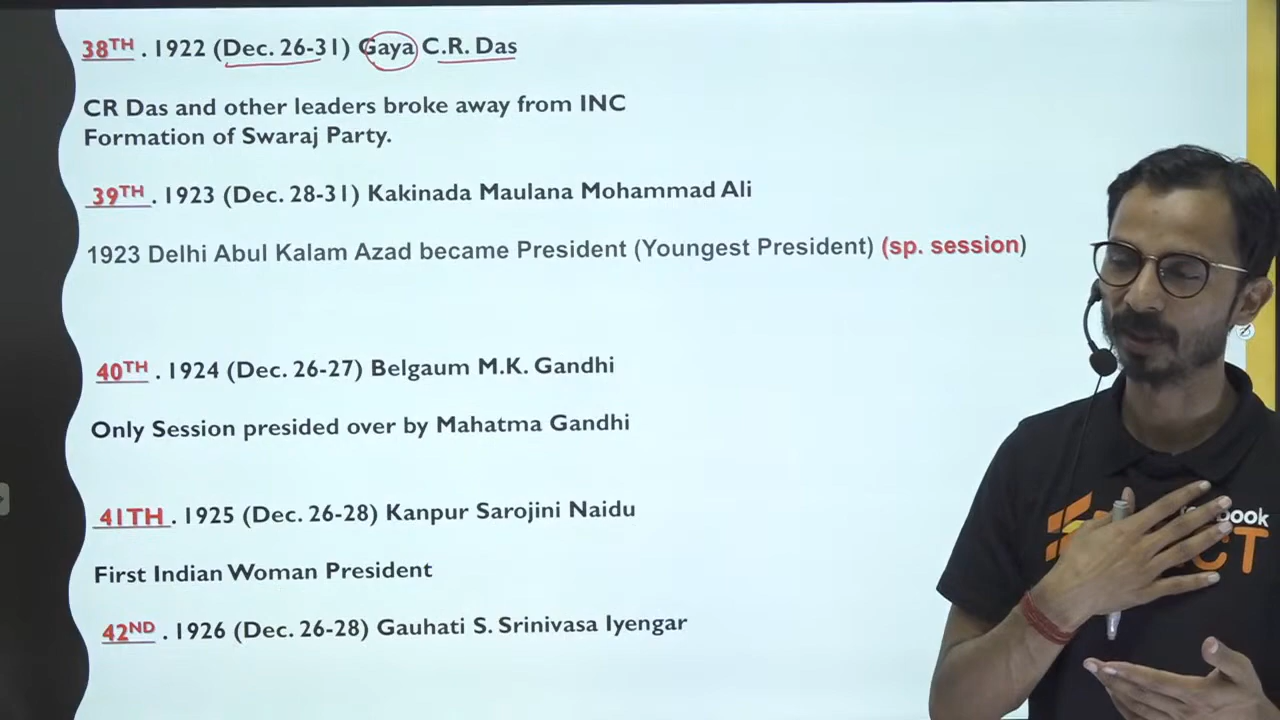 38TH . 1922 (Dec. 26-31) Gaya C.R. Das
CR Das and other leaders broke away from INC
Formation of Swaraj Party.
39TH . 1923 (Dec. 28-31) Kakinada Maulana Mohammad Ali
1923 Delhi Abul Kalam Azad became President (Youngest President) (sp. session)
40TH . 1924 (Dec. 26-27) Belgaum M.K. Gandhi
Only Session presided over by Mahatma Gandhi
41TH . 1925 (Dec. 26-28) Kanpur Sarojini Naidu
First Indian Woman President
42ND . 1926 (Dec. 26-28) Gauhati S. Srinivasa Iyengar
book
CT